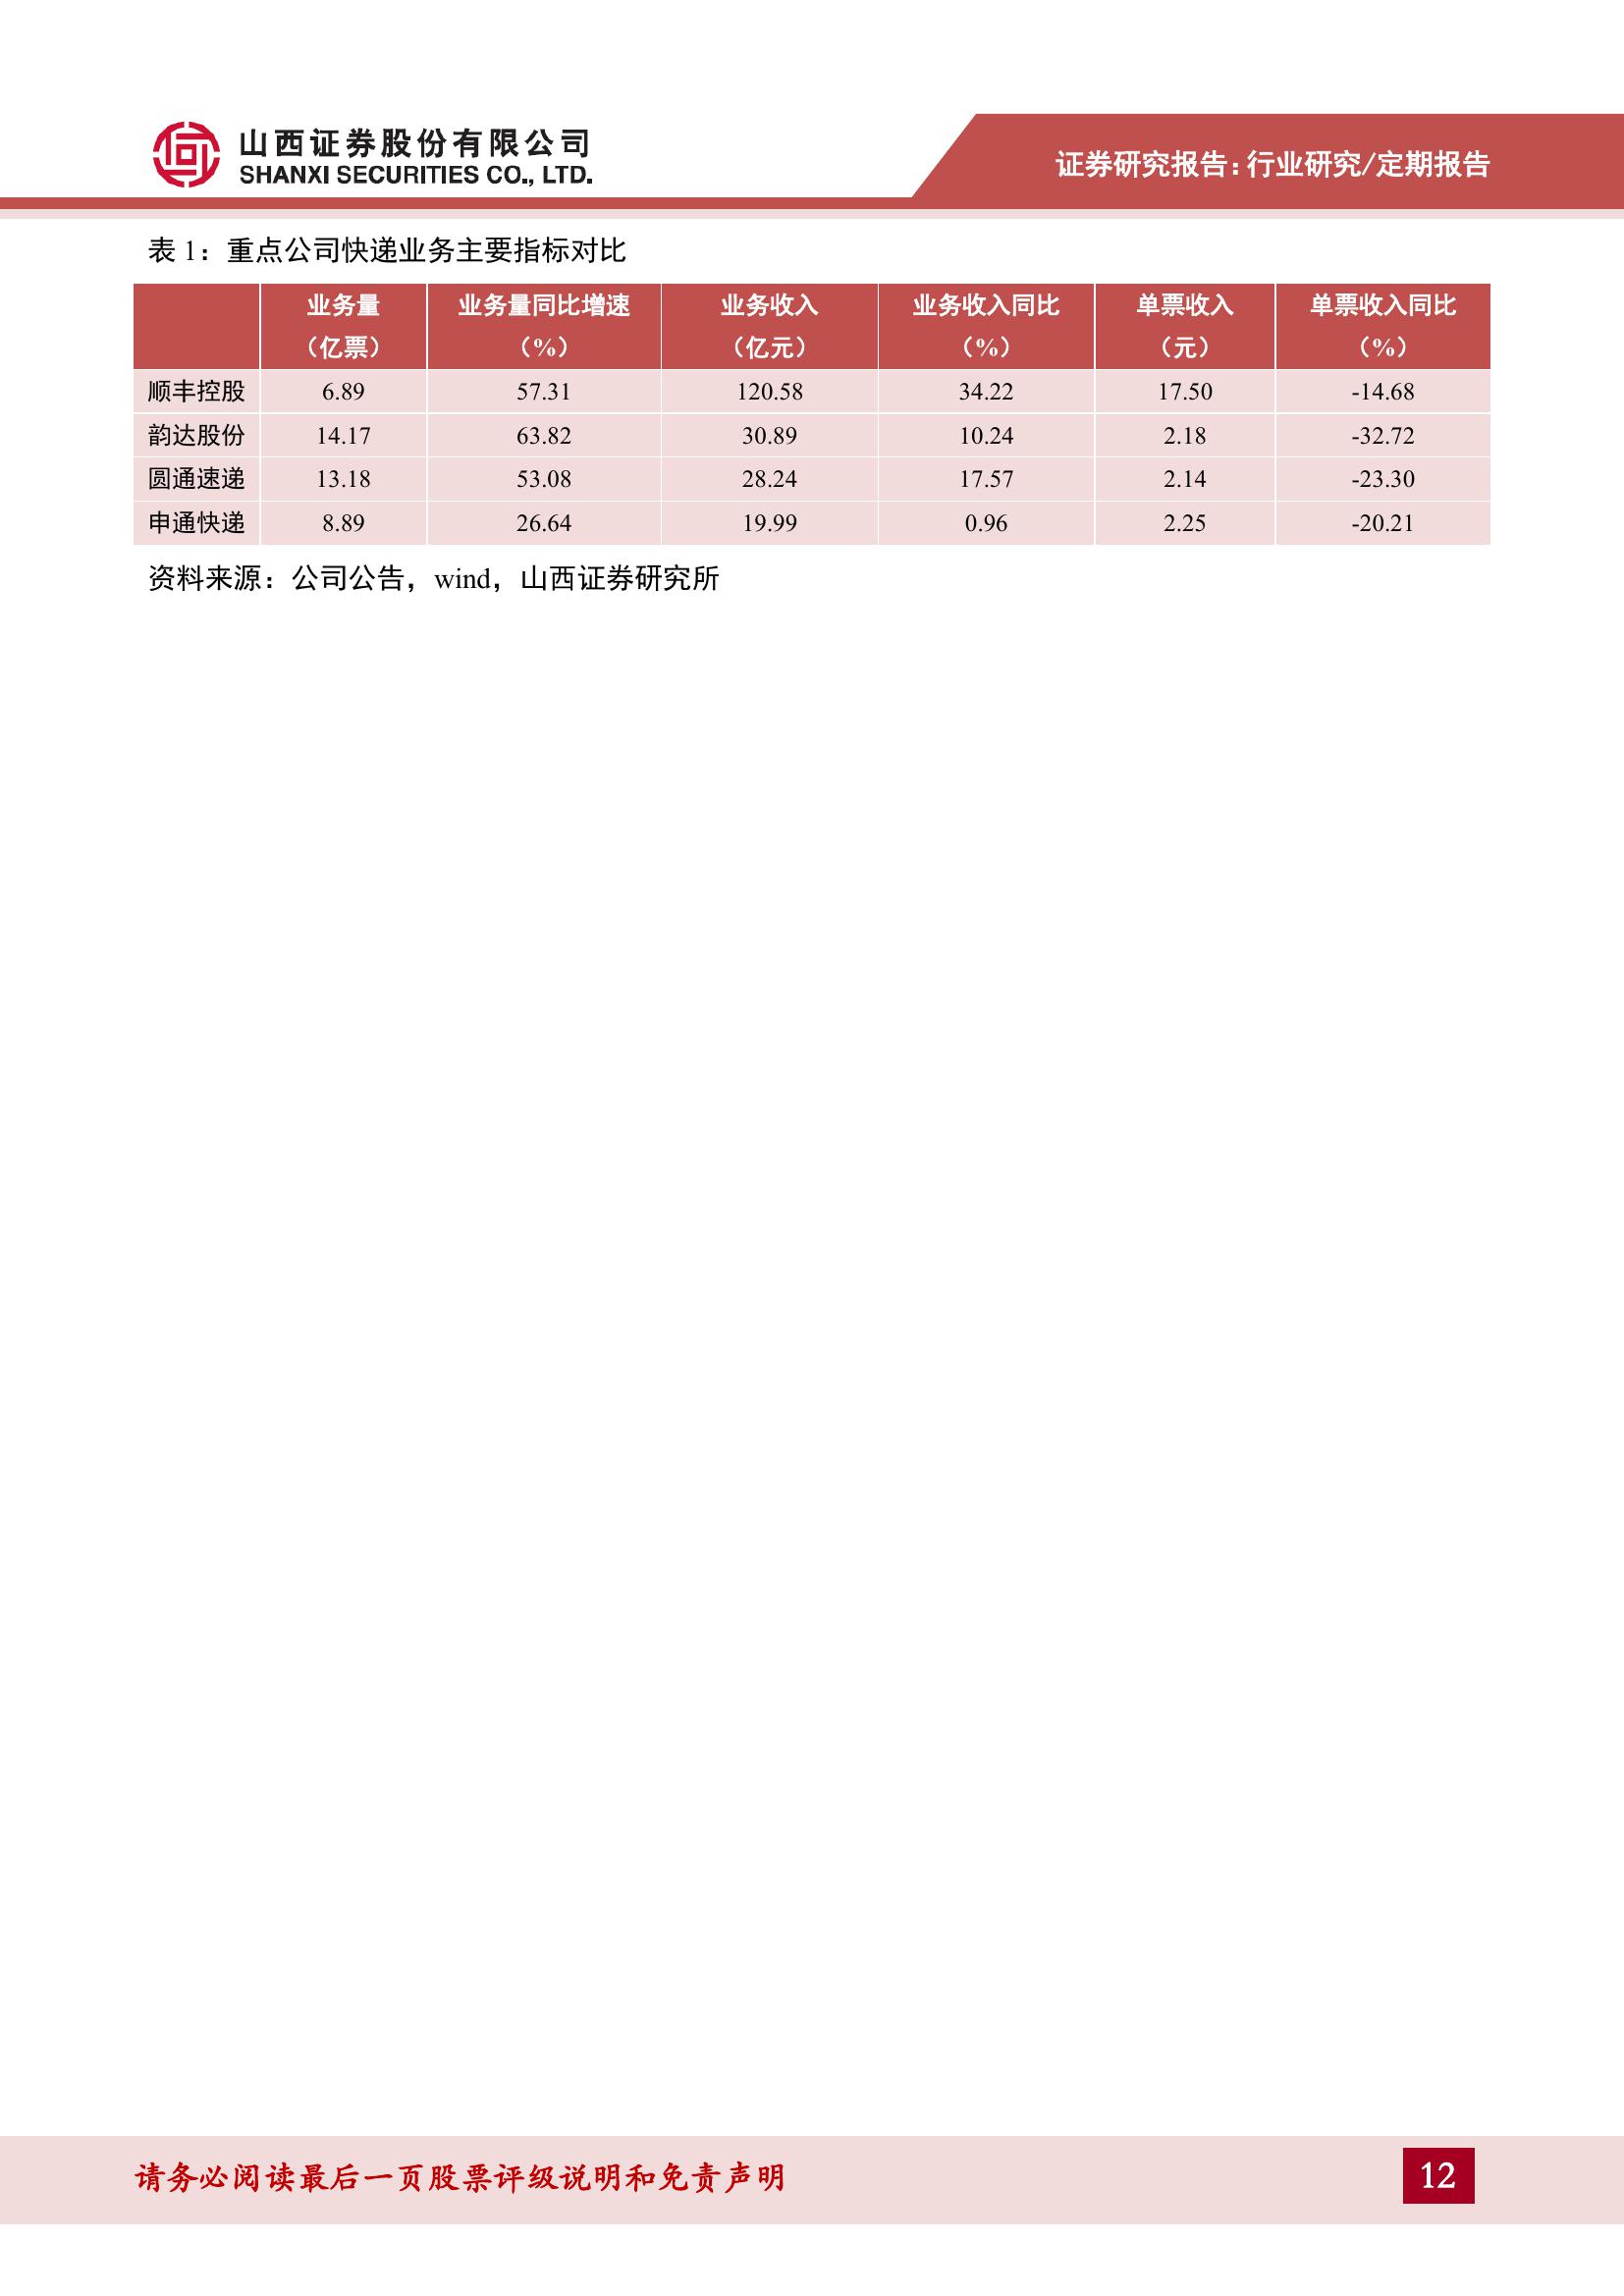 山西证券股份有限公司
SHANXI SECURITIES CO., LTD.
证券研究报告：行业研究/定期报告
表 1：重点公司快递业务主要指标对比
业务量 业务量同比增速 业务收入 业务收入同比 单票收入 单票收入同比
（亿票） （%） （亿元） （%） （元） （%）
顺丰控股 6.89 57.31 120.58 34.22 17.50 -14.68
韵达股份 14.17 63.82 30.89 10.24 2.18 -32.72
圆通速递 13.18 53.08 28.24 17.57 2.14 -23.30
申通快递 8.89 26.64 19.99 0.96 2.25 -20.21
资料来源：公司公告，wind，山西证券研究所
请务必阅读最后一页股票评级说明和免责声明
12